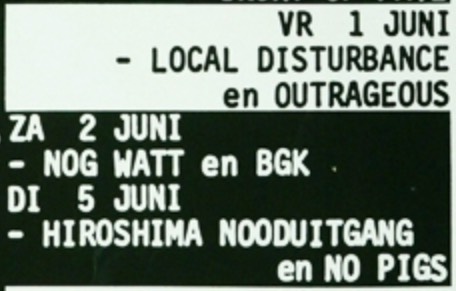 VR 1 JUNI
- LOCAL DISTURBANCE
en OUTRAGEOUS
ZA 2 JUNI
- NOG WATT en BGK
DI 5 JUNI
- HIROSHIMA NOODUITGANG
en NO PIGS